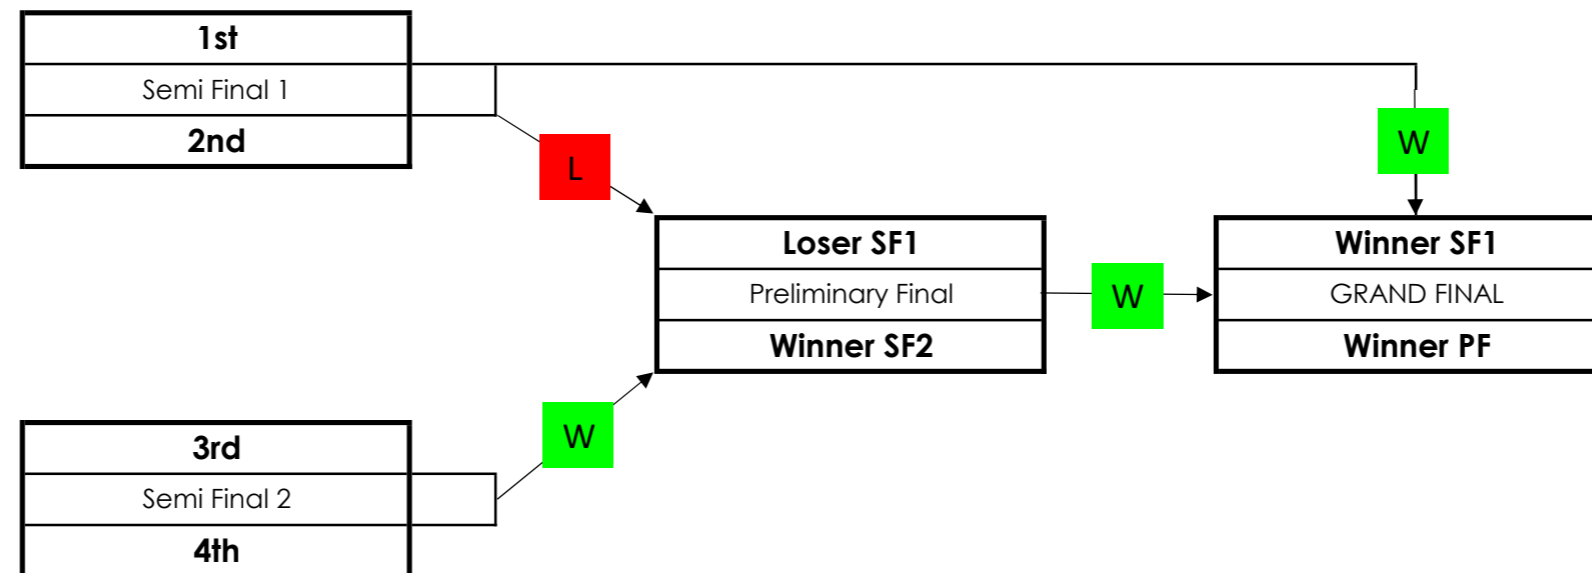 1st
Semi Final 1
2nd
L
W
Loser SF1
Preliminary Final
Winner SF2
W
Winner SF1
GRAND FINAL
Winner PF
W
3rd
Semi Final 2
4th